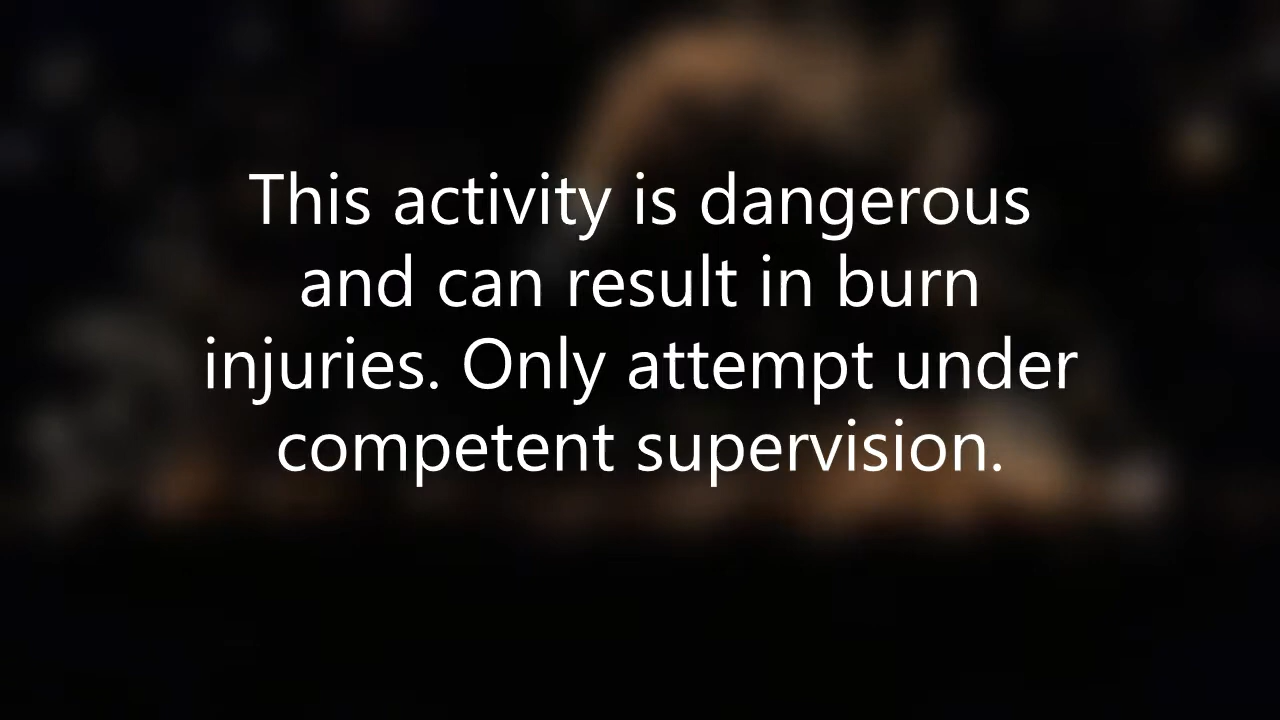 This activity is dangerous
and can result in burn
injuries. Only attempt under
competent supervision.